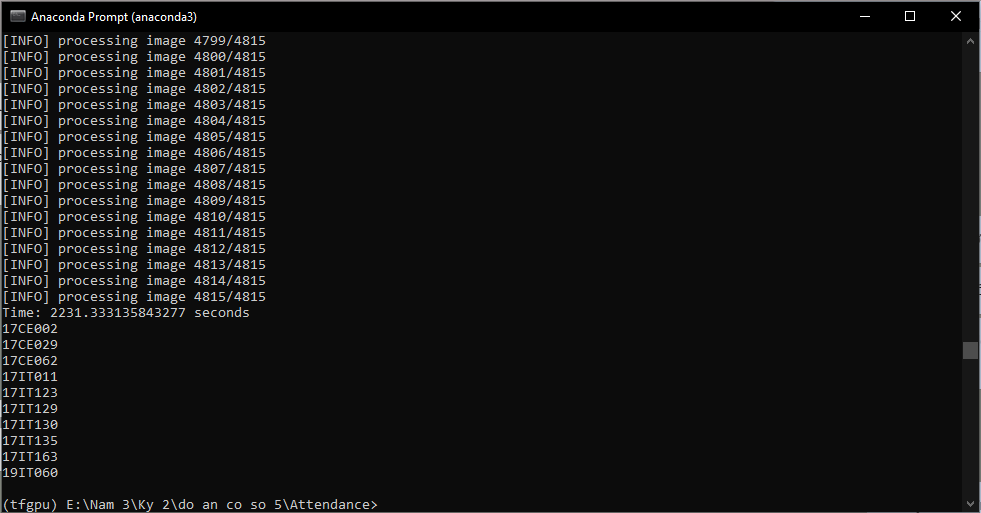 Anaconda Prompt (anaconda3)
[INFO] processing image 4799/4815
[INFO] processing image 4800/4815
[INFO] processing image 4801/4815
[INFO] processing image 4802/4815
[INFO] processing image 4803/4815
[INFO] processing image 4804/4815
[INFO] processing image 4805/4815
[INFO] processing image 4806/4815
[INFO] processing image 4807/4815
[INFO] processing image 4808/4815
[INFO] processing image 4809/4815
[INFO] processing image 4810/4815
[INFO] processing image 4811/4815
[INFO] processing image 4812/4815
[INFO] processing image 4813/4815
[INFO] processing image 4814/4815
[INFO] processing image 4815/4815
Time: 2231.333135843277 seconds
17CE002
17CE029
17CE062
17IT011
17IT123
17IT129
17IT130
17IT135
17IT163
19IT060
(tfgpu) E:\Nam 3\Ky 2\do an co so 5\Attendance>